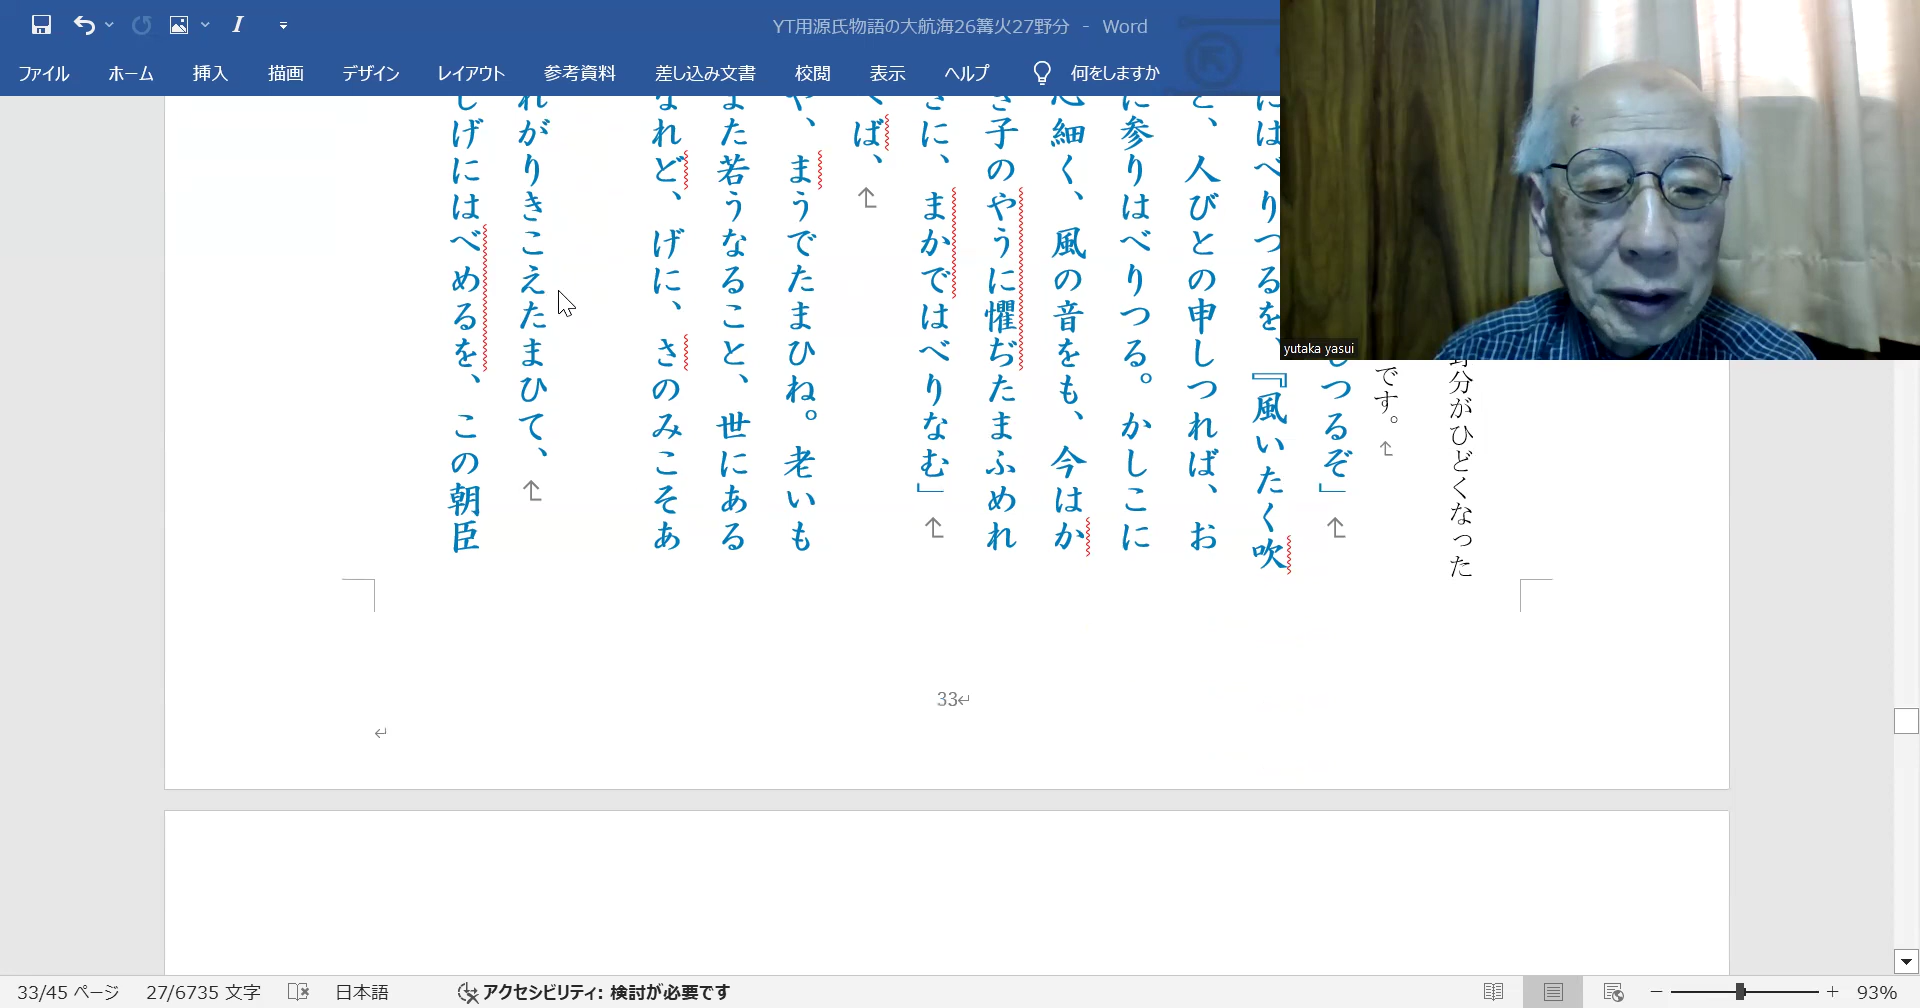 YT用源氏物語の大航海26篝火27野分 - Word
ファイル ホーム 挿入 描画 デザイン レイアウト 参考資料 差し込み文書 校閲 表示 ヘルプ 何をしますか
yutaka yasui
野分がひどくなった
です。
しつるぞ」
にはべりつるを、『風いたく吹
と、人びとの申しつれば、お
に参りはべりつる。かしこに
心細く、風の音をも、今はか
き子のやうに懼ぢたまふめれ
さに、まかではべりなむ」
くば、
や、まうでたまひね。老いも
また若うなること、世にある
なれど、げに、さのみこそあ
れがりきこえたまひて、
しげにはべめるを、この朝臣
33
33/45 ページ 27/6735 文字 日本語 アクセシビリティ: 検討が必要です 93%